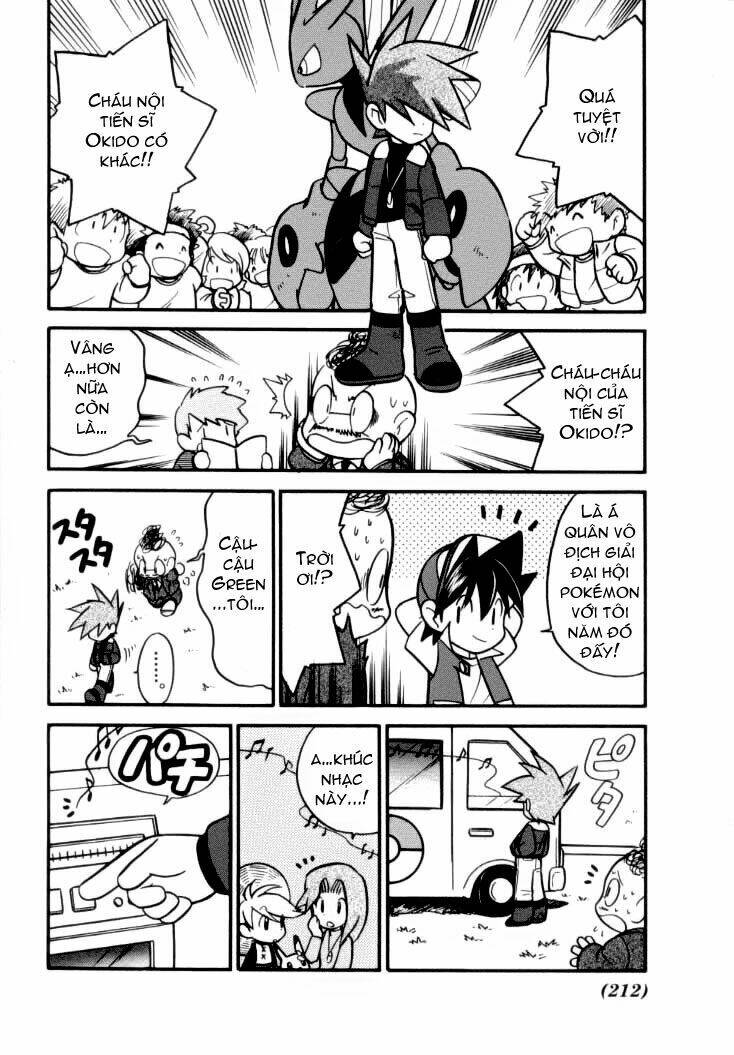 Quá
tuyệt
vời!!
Cháu nội
tiến sĩ
Okido có
khác!!
Cháu-cháu
nội của
tiến sĩ
Okido!?
Vâng
ạ...hơn
nữa
còn
là...
Là á
quân vô
địch giải
đại hội
pokémon
với tôi
năm đó
đấy!
Trời
ơi!?
Cậu-
cậu
Green
...tôi...
スタ
スタ
......
ピタ
A...khúc
nhạc
này...!
パチ
(212)